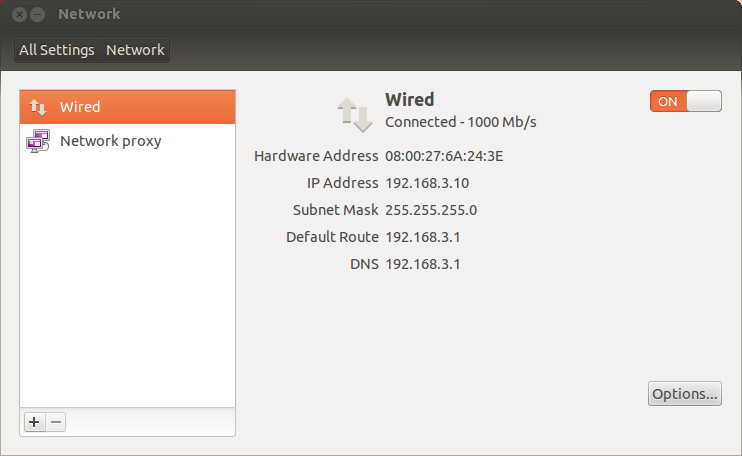 Network
All Settings Network
Wired
Network proxy
Wired
Connected - 1000 Mb/s
ON
Hardware Address 08:00:27:6A:24:3E
IP Address 192.168.3.10
Subnet Mask 255.255.255.0
Default Route 192.168.3.1
DNS 192.168.3.1
Options...